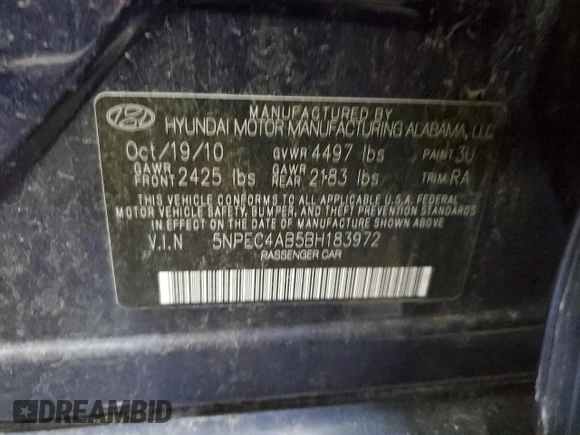 MANUFACTURED BY
HYUNDAI MOTOR MANUFACTURING ALABAMA, LLC
Oct/19/10 GVWR 4497 lbs PAINT 3U
GAWR FRONT 2425 lbs GAWR REAR 2183 lbs TRIM RA
THIS VEHICLE CONFORMS TO ALL APPLICABLE U.S.A. FEDERAL
MOTOR VEHICLE SAFETY, BUMPER, AND THEFT PREVENTION
STANDARDS IN EFFECT ON THE DATE OF MANUFACTURE SHOWN ABOVE
V.I.N 5NPEC4AB5BH183972
PASSENGER CAR
DREAMBID